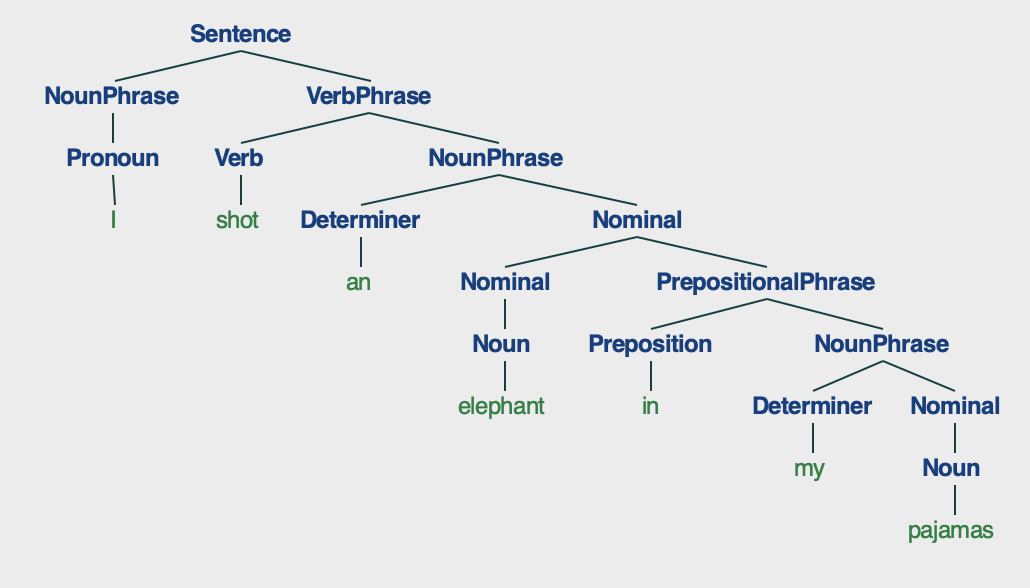 Sentence
NounPhrase VerbPhrase
Pronoun Verb NounPhrase
I shot Determiner Nominal
an Nominal PrepositionalPhrase
Noun Preposition NounPhrase
elephant in Determiner Nominal
my Noun
pajamas